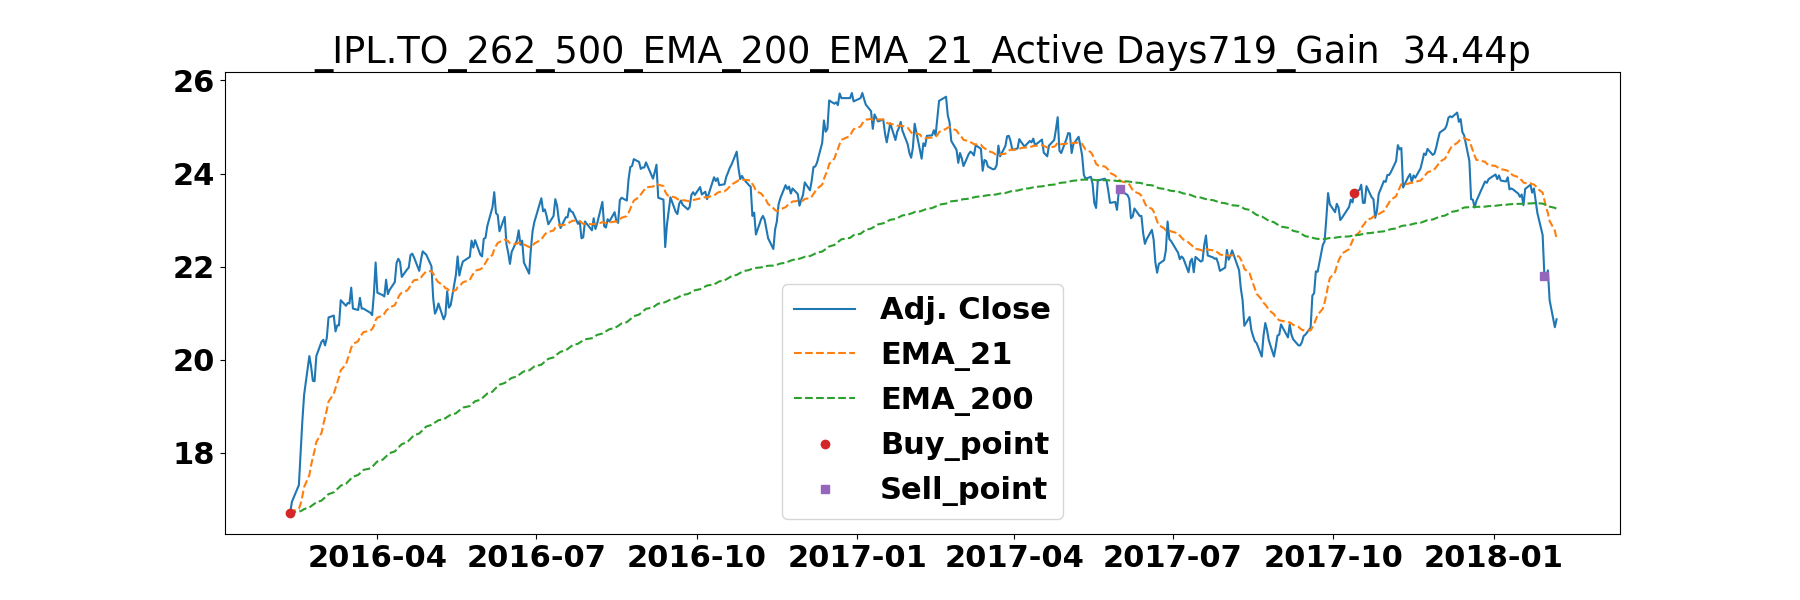 _IPL.TO_262_500_EMA_200_EMA_21_Active Days719_Gain  34.44p
26
24
22
20
18
Adj. Close
EMA_21
EMA_200
Buy_point
Sell_point
2016-04 2016-07 2016-10 2017-01 2017-04 2017-07 2017-10 2018-01